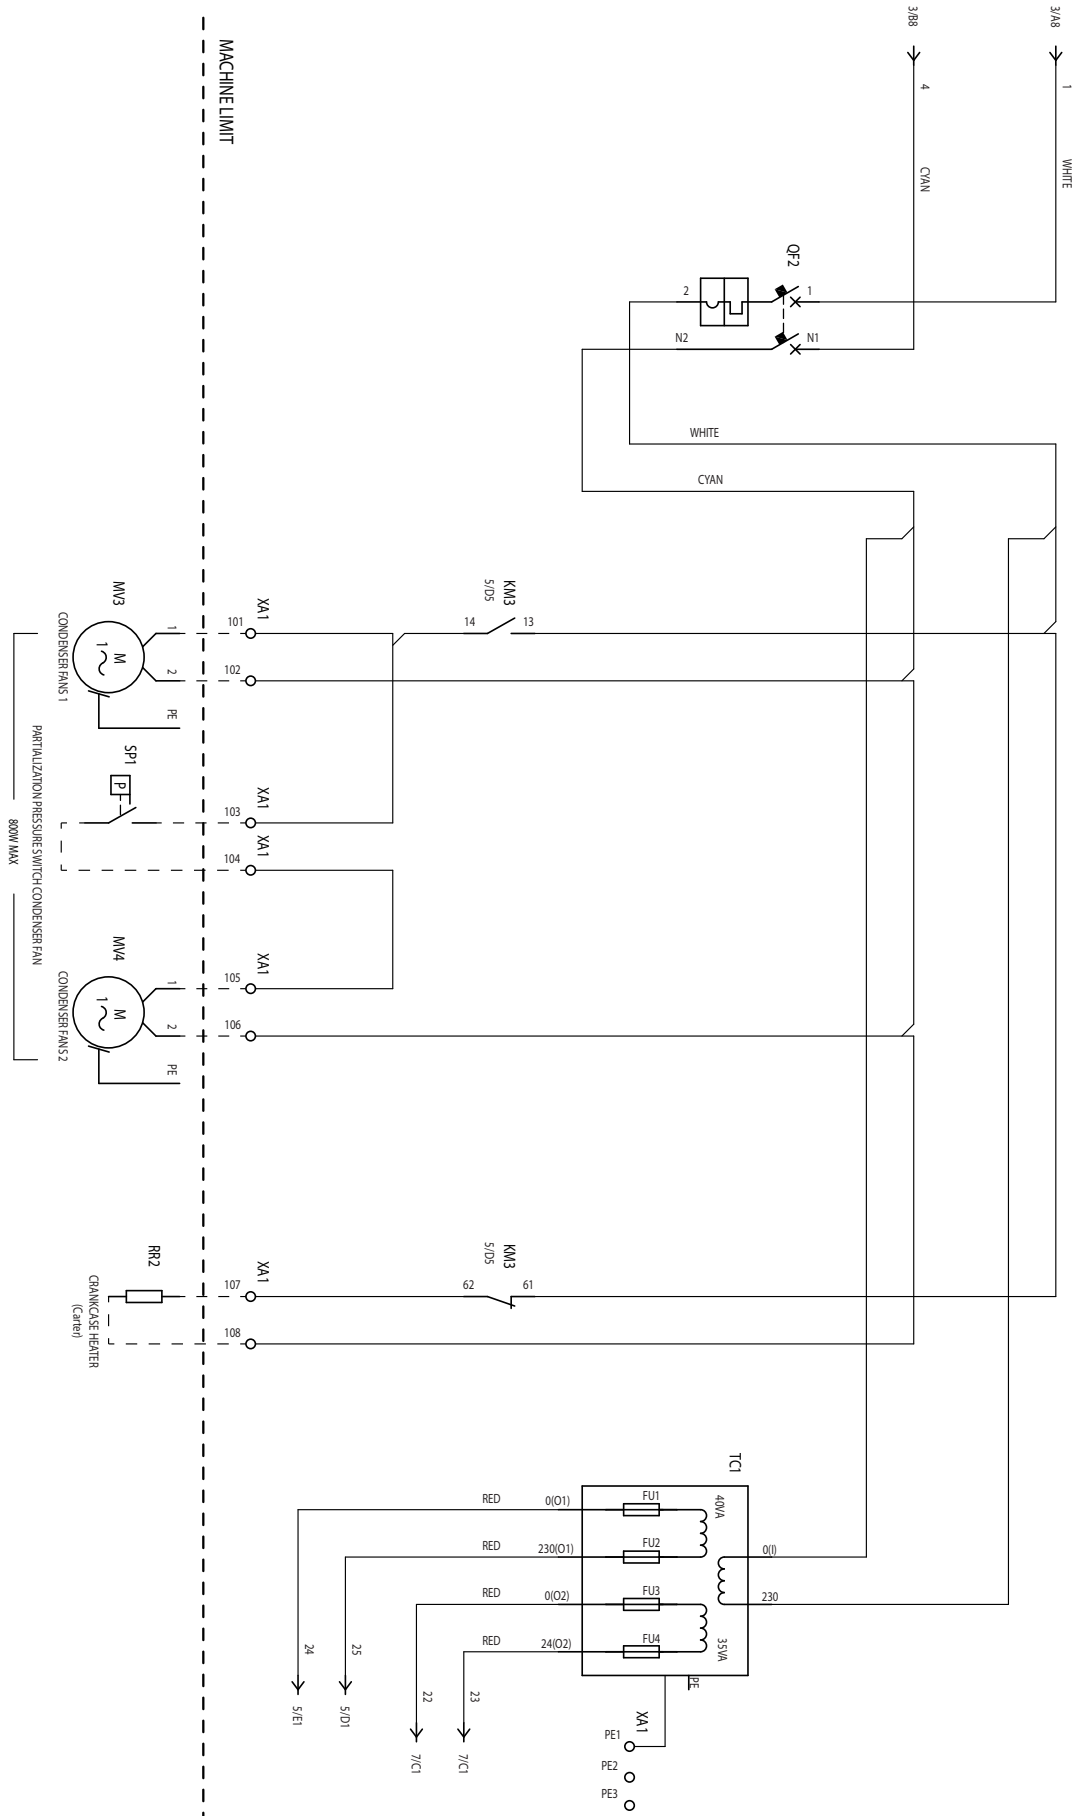 3/B8
3/A8
4
1
CYAN
WHITE
MACHINE LIMIT
QF2
2
1
N2
N1
WHITE
CYAN
MV3
CONDENSER FANS 1
M
1
1
2
PE
XA1
101
102
KM3
5/D5
14
13
SP1
P
PARTIALIZATION PRESSURE SWITCH CONDENSER FAN
800W MAX
XA1
103
XA1
104
MV4
CONDENSER FANS 2
M
1
1
2
PE
XA1
105
106
RR2
CRANKCASE HEATER
(Carter)
XA1
107
108
KM3
5/D5
62
61
TC1
40VA
35VA
RED
0(O1)
FU1
RED
230(O1)
FU2
0(I)
RED
0(O2)
FU3
230
RED
24(O2)
FU4
PE
24
25
22
23
5/E1
5/D1
7/C1
7/C1
XA1
PE1
PE2
PE3